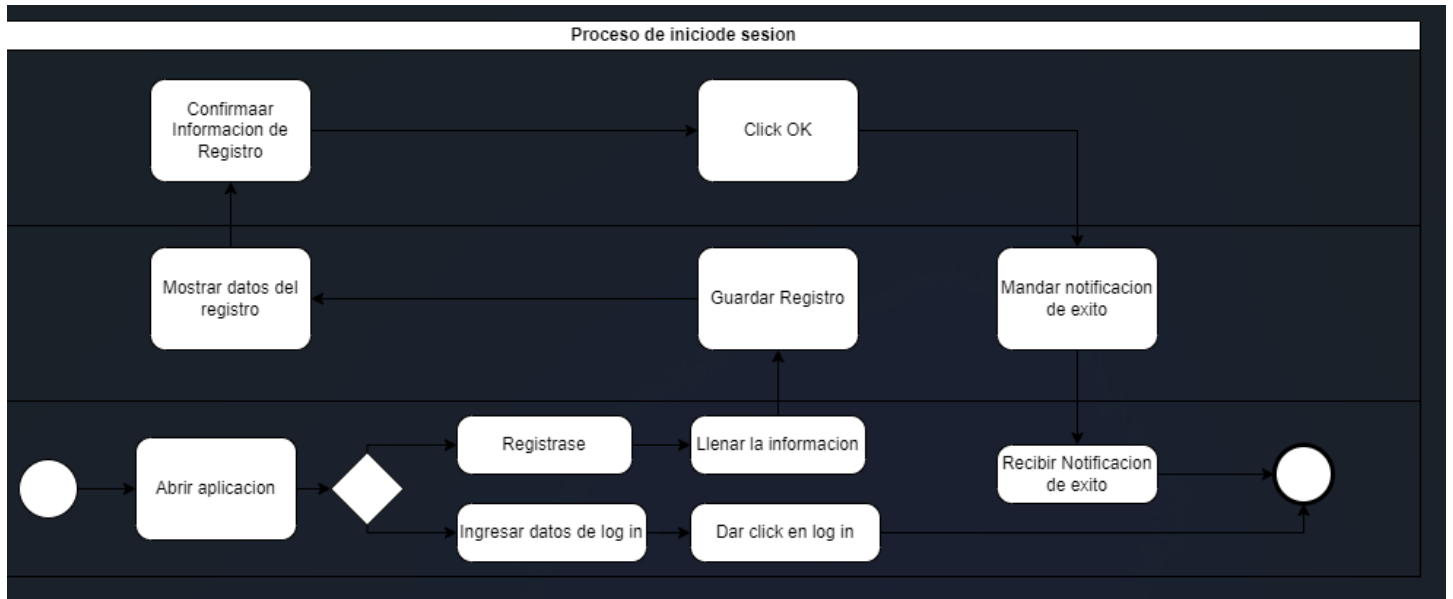 Proceso de iniciode sesion
Confirmaar
Informacion de
Registro
Click OK
Mostrar datos del
registro
Guardar Registro
Mandar notificacion
de exito
Abrir aplicacion
Registrase
Llenar la informacion
Ingresar datos de log in
Dar click en log in
Recibir Notificacion
de exito